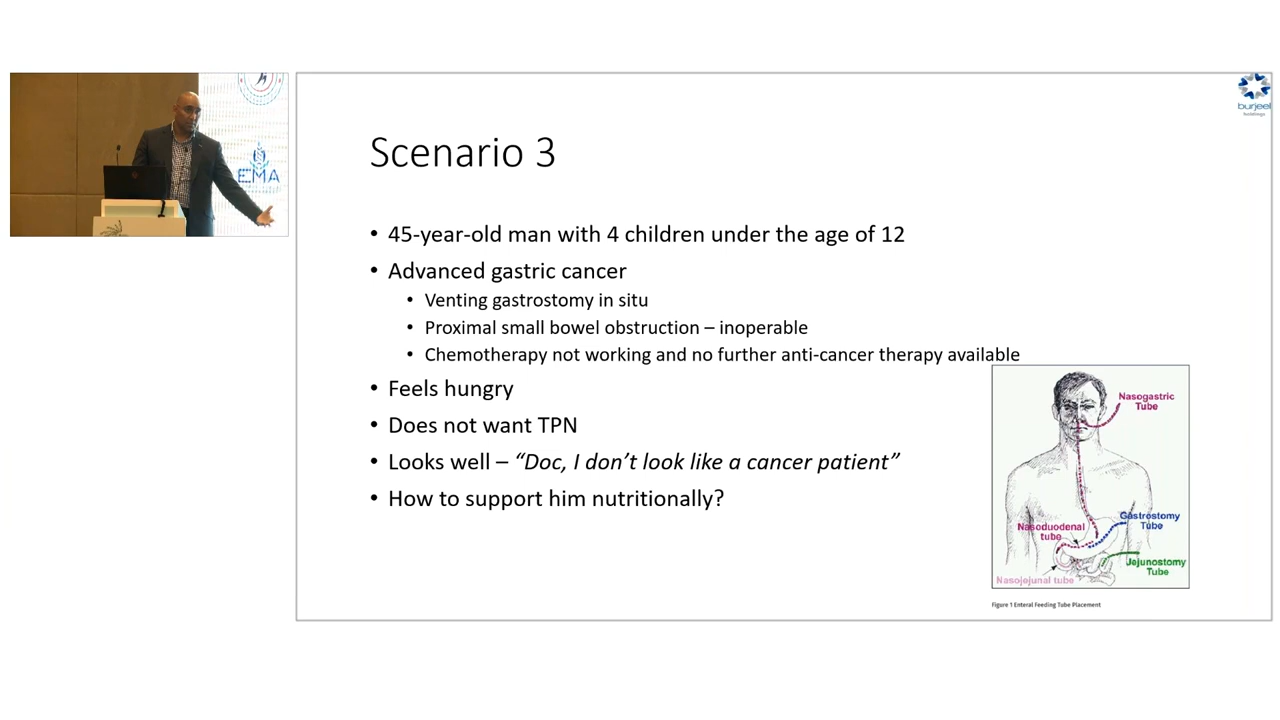 EMA
burjeel
holdings
Scenario 3
• 45-year-old man with 4 children under the age of 12
• Advanced gastric cancer
• Venting gastrostomy in situ
• Proximal small bowel obstruction – inoperable
• Chemotherapy not working and no further anti-cancer therapy available
• Feels hungry
• Does not want TPN
• Looks well – “Doc, I don’t look like a cancer patient”
• How to support him nutritionally?
Nasogastric
Tube
Gastrostomy
Tube
Nasoduodenal
tube
Jejunostomy
Tube
Nasojejunal tube
Figure 1 Enteral Feeding Tube Placement